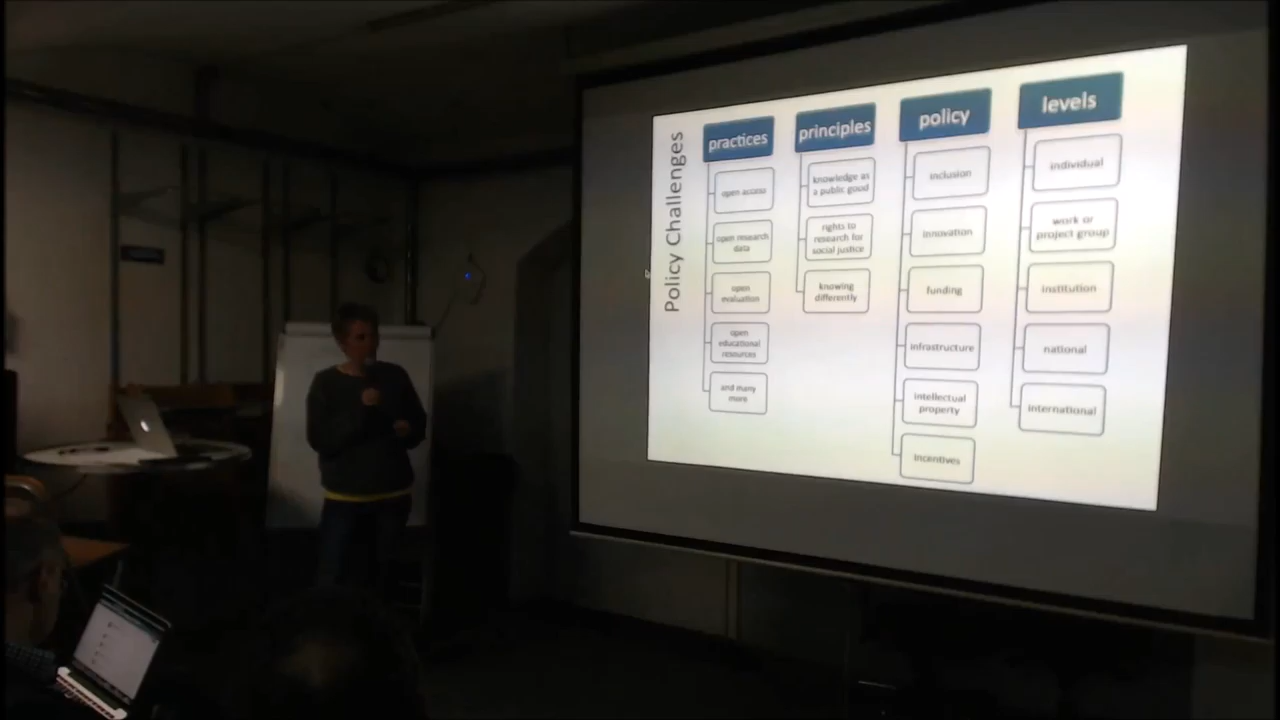 Policy Challenges
practices
open access
open research
data
open
evaluation
open
educational
resources
and many
more
principles
knowledge as
a public good
rights to
research for
social justice
knowing
differently
policy
inclusion
innovation
funding
infrastructure
intellectual
property
incentives
levels
individual
work or
project group
institution
national
international